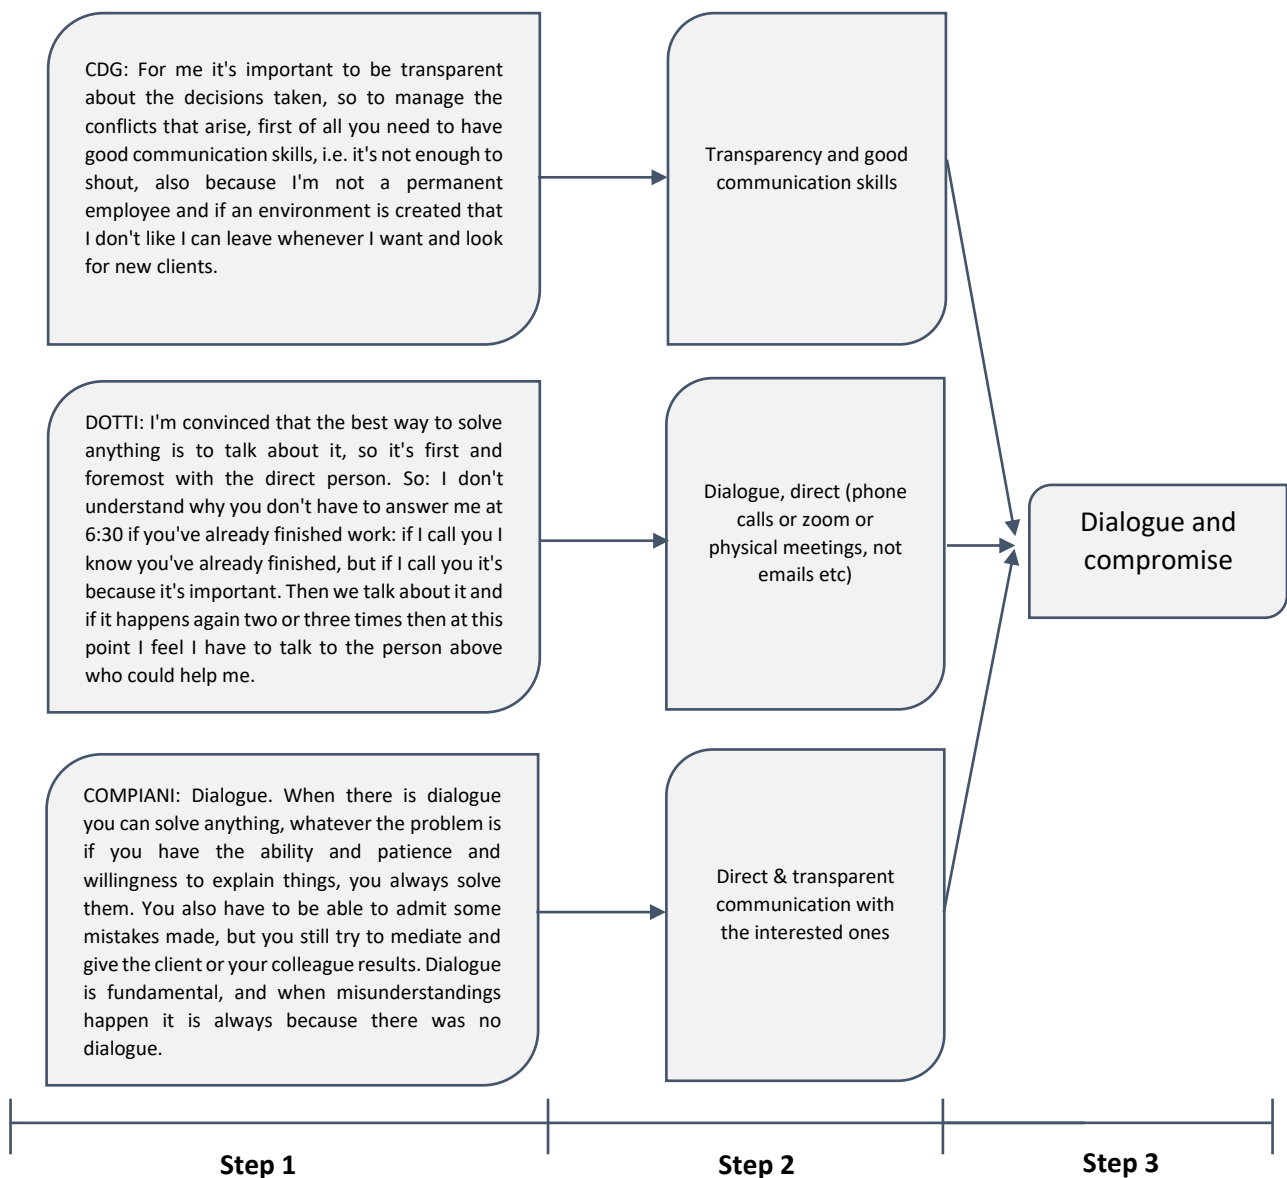 CDG: For me it's important to be transparent
about the decisions taken, so to manage the
conflicts that arise, first of all you need to have
good communication skills, i.e. it's not enough to
shout, also because I'm not a permanent
employee and if an environment is created that
I don't like I can leave whenever I want and look
for new clients.
Transparency and good
communication skills
DOTTI: I'm convinced that the best way to solve
anything is to talk about it, so it's first and
foremost with the direct person. So: I don't
understand why you don't have to answer me at
6:30 if you've already finished work: if I call you I
know you've already finished, but if I call you it's
because it's important. Then we talk about it and
if it happens again two or three times then at this
point I feel I have to talk to the person above
who could help me.
Dialogue, direct (phone
calls or zoom or
physical meetings, not
emails etc)
Dialogue and
compromise
COMPIANI: Dialogue. When there is dialogue
you can solve anything, whatever the problem is
if you have the ability and patience and
willingness to explain things, you always solve
them. You also have to be able to admit some
mistakes made, but you still try to mediate and
give the client or your colleague results. Dialogue
is fundamental, and when misunderstandings
happen it is always because there was no
dialogue.
Direct & transparent
communication with
the interested ones
Step 1
Step 2
Step 3